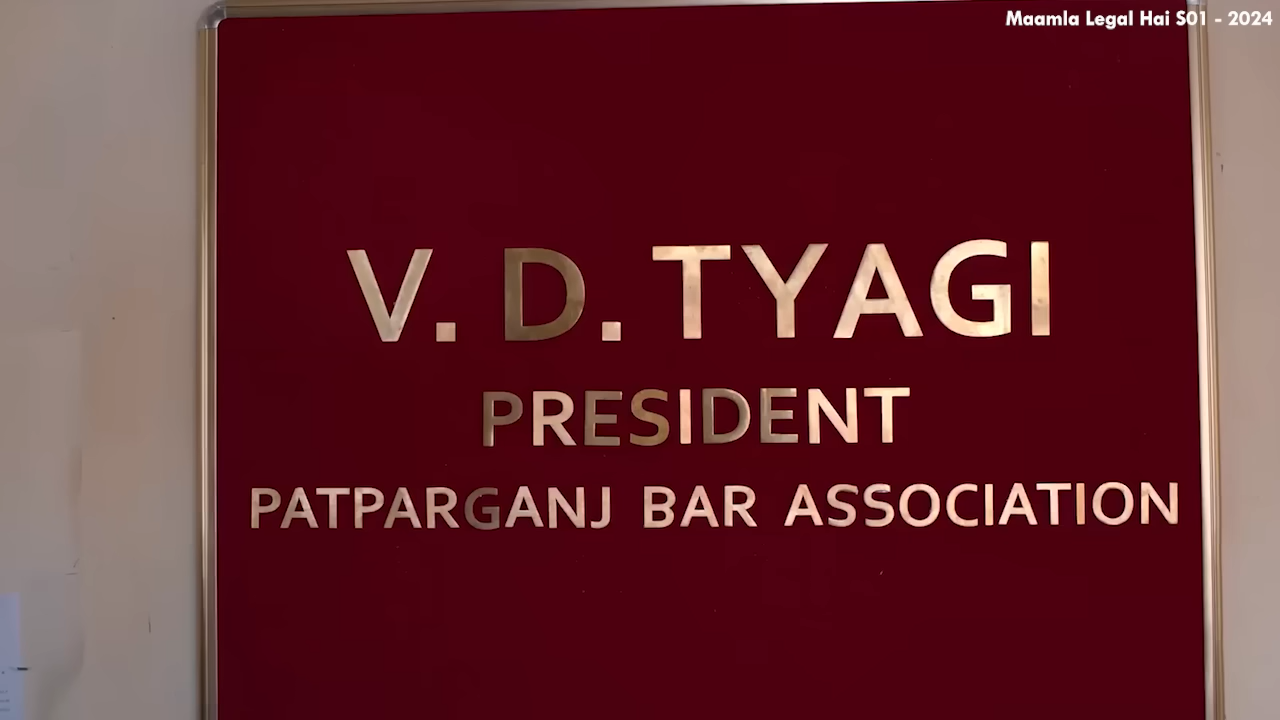 Maamla Legal Hai S01 - 2024
V. D. TYAGI
PRESIDENT
PATPARGANJ BAR ASSOCIATION